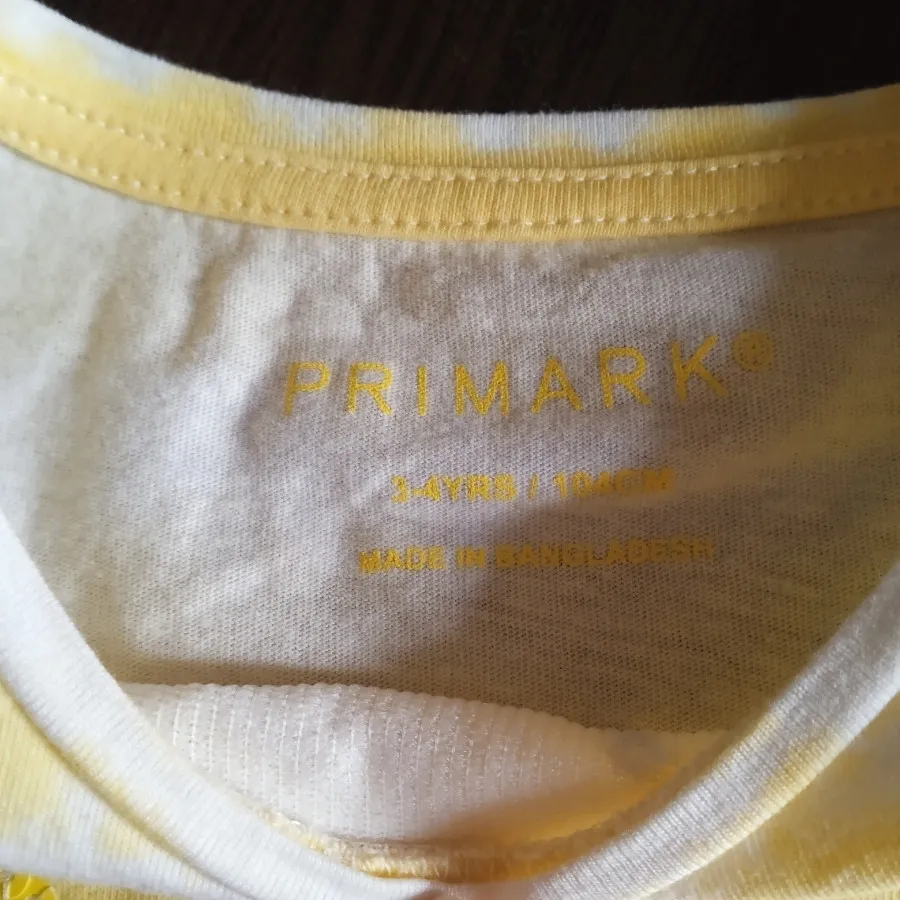 PRIMARK®
3-4YRS / 104CM
MADE IN BANGLADESH